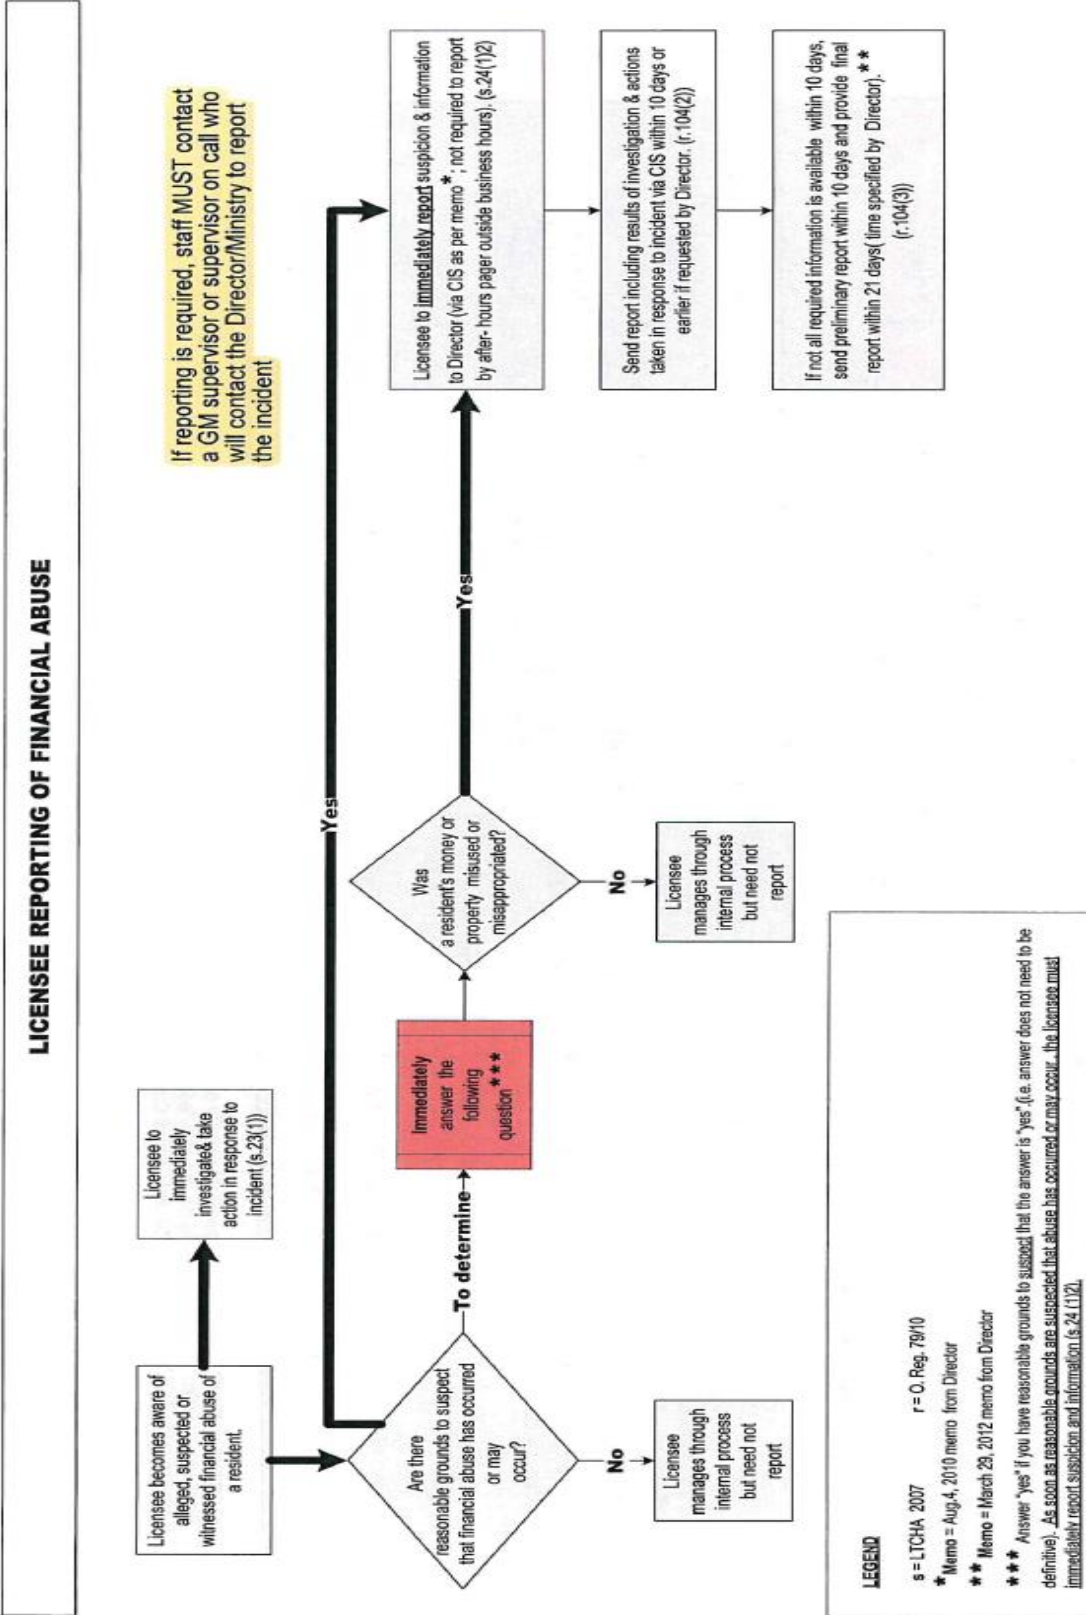 LICENSEE REPORTING OF FINANCIAL ABUSE
If reporting is required, staff MUST contact
a GM supervisor or supervisor on call who
will contact the Director/Ministry to report
the incident
Licensee becomes aware of
alleged, suspected or
witnessed financial abuse of
a resident.
Licensee to
immediately
investigate& take
action in response to
incident (s.23(1))
Yes
Are there
reasonable grounds to suspect
that financial abuse has occurred
or may
occur?
To determine
Immediately
answer the
following
question ***
Was
a resident's money or
property misused or
misappropriated?
Yes
Licensee to immediately report suspicion & information
to Director (via CIS as per memo *; not required to report
by after- hours pager outside business hours). (s.24(1)2)
No
Licensee
manages through
internal process
but need not
report
No
Licensee
manages through
internal process
but need not
report
Send report including results of investigation & actions
taken in response to incident via CIS within 10 days or
earlier if requested by Director. (r.104(2))
If not all required information is available within 10 days,
send preliminary report within 10 days and provide final
report within 21 days( time specified by Director). **
(r.104(3))
LEGEND
s = LTCHA 2007 r = O. Reg. 79/10
* Memo = Aug.4, 2010 memo from Director
** Memo = March 29, 2012 memo from Director
*** Answer "yes" if you have reasonable grounds to suspect that the answer is "yes".(i.e. answer does not need to be
definitive). As soon as reasonable grounds are suspected that abuse has occurred or may occur , the licensee must
immediately report suspicion and information (s.24 (1)2).